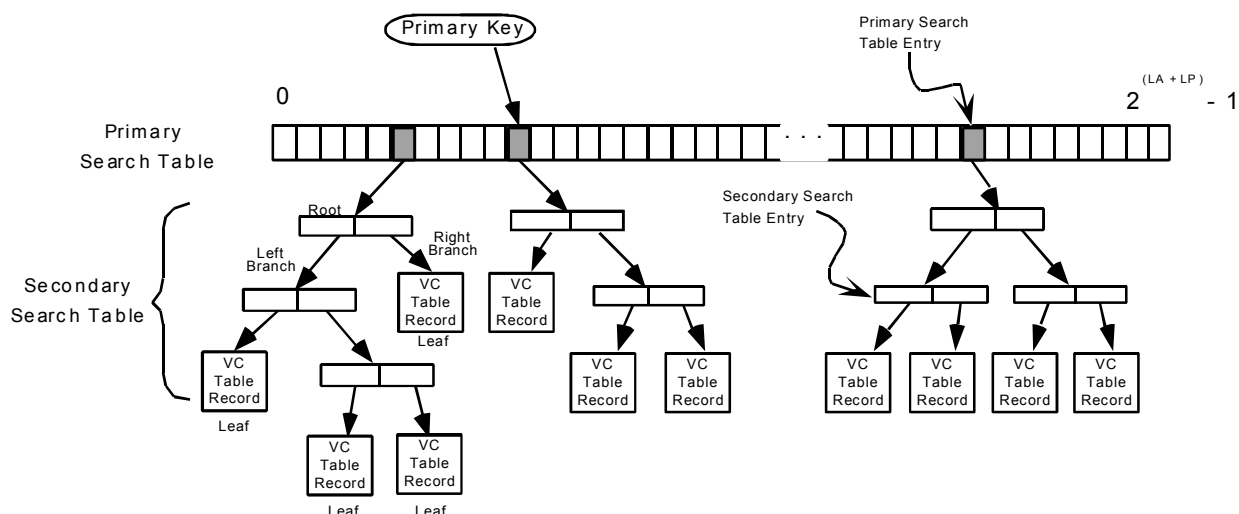 Primary Key
Primary Search
Table Entry
0
2 (LA + LP) - 1
Primary
Search Table
. . .
Secondary Search
Table Entry
Root
Left
Branch
Right
Branch
Secondary
Search Table
VC
Table
Record
Leaf
VC
Table
Record
VC
Table
Record
Leaf
VC
Table
Record
VC
Table
Record
VC
Table
Record
VC
Table
Record
VC
Table
Record
VC
Table
Record
VC
Table
Record
Leaf
VC
Table
Record
Leaf